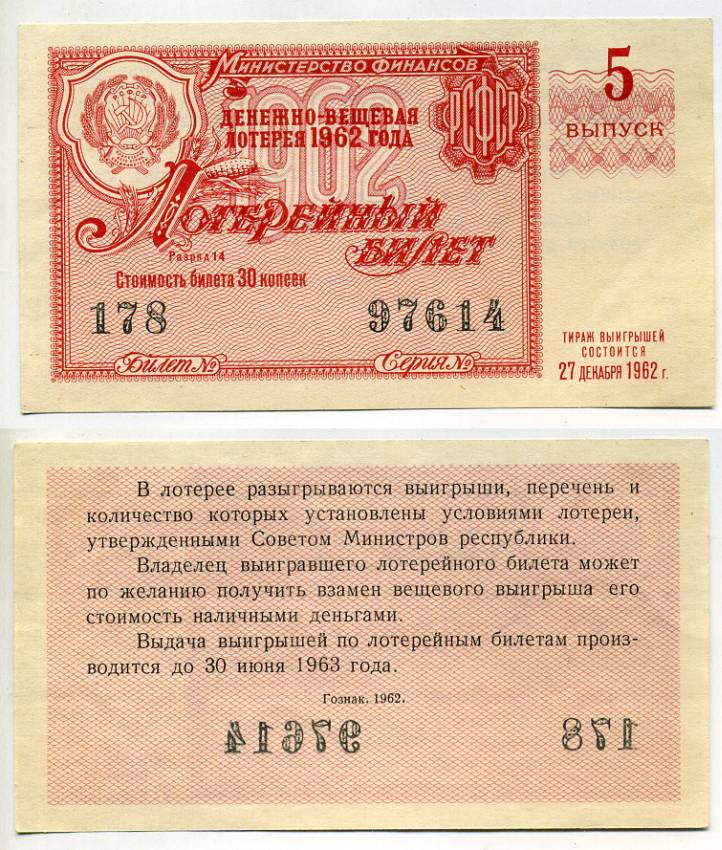 Министерство Финансов
1962
Денежно-вещевая
лотерея 1962 года
РСФСР
5
выпуск
Лотерейный
билет
Разряд 14
Стоимость билета 30 копеек
178 97614
Билет № Серия №
Тираж выигрышей
состоится
27 декабря 1962 г.
В лотерее разыгрываются выигрыши, перечень и
количество которых установлены условиями лотереи,
утвержденными Советом Министров республики.
Владелец выигравшего лотерейного билета может
по желанию получить взамен вещевого выигрыша его
стоимость наличными деньгами.
Выдача выигрышей по лотерейным билетам произ-
водится до 30 июня 1963 года.
Гознак. 1962.
97614 178